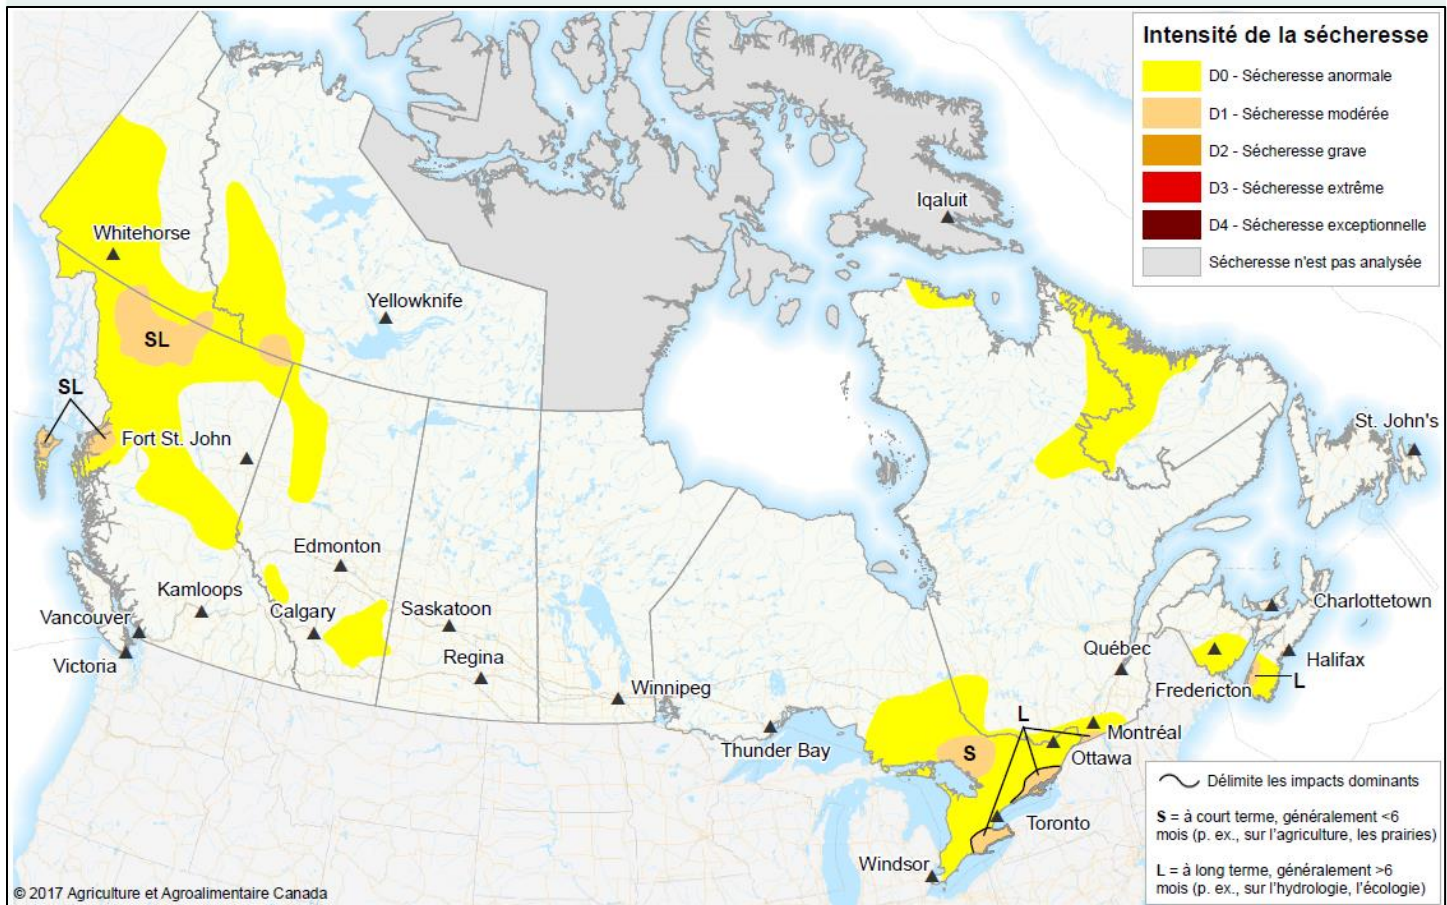 Intensité de la sécheresse
D0 - Sécheresse anormale
D1 - Sécheresse modérée
D2 - Sécheresse grave
D3 - Sécheresse extrême
D4 - Sécheresse exceptionnelle
Sécheresse n'est pas analysée
Iqaluit
Whitehorse
Yellowknife
SL
SL
Fort St. John
St. John's
Edmonton
Kamloops
Calgary
Saskatoon
Vancouver
Victoria
Regina
Winnipeg
Charlottetown
Québec
Halifax
Fredericton
L
L
Montréal
Thunder Bay
S
Ottawa
Toronto
Windsor
Délimite les impacts dominants
S = à court terme, généralement <6
mois (p. ex., sur l'agriculture, les prairies)
L = à long terme, généralement >6
mois (p. ex., sur l'hydrologie, l'écologie)
© 2017 Agriculture et Agroalimentaire Canada